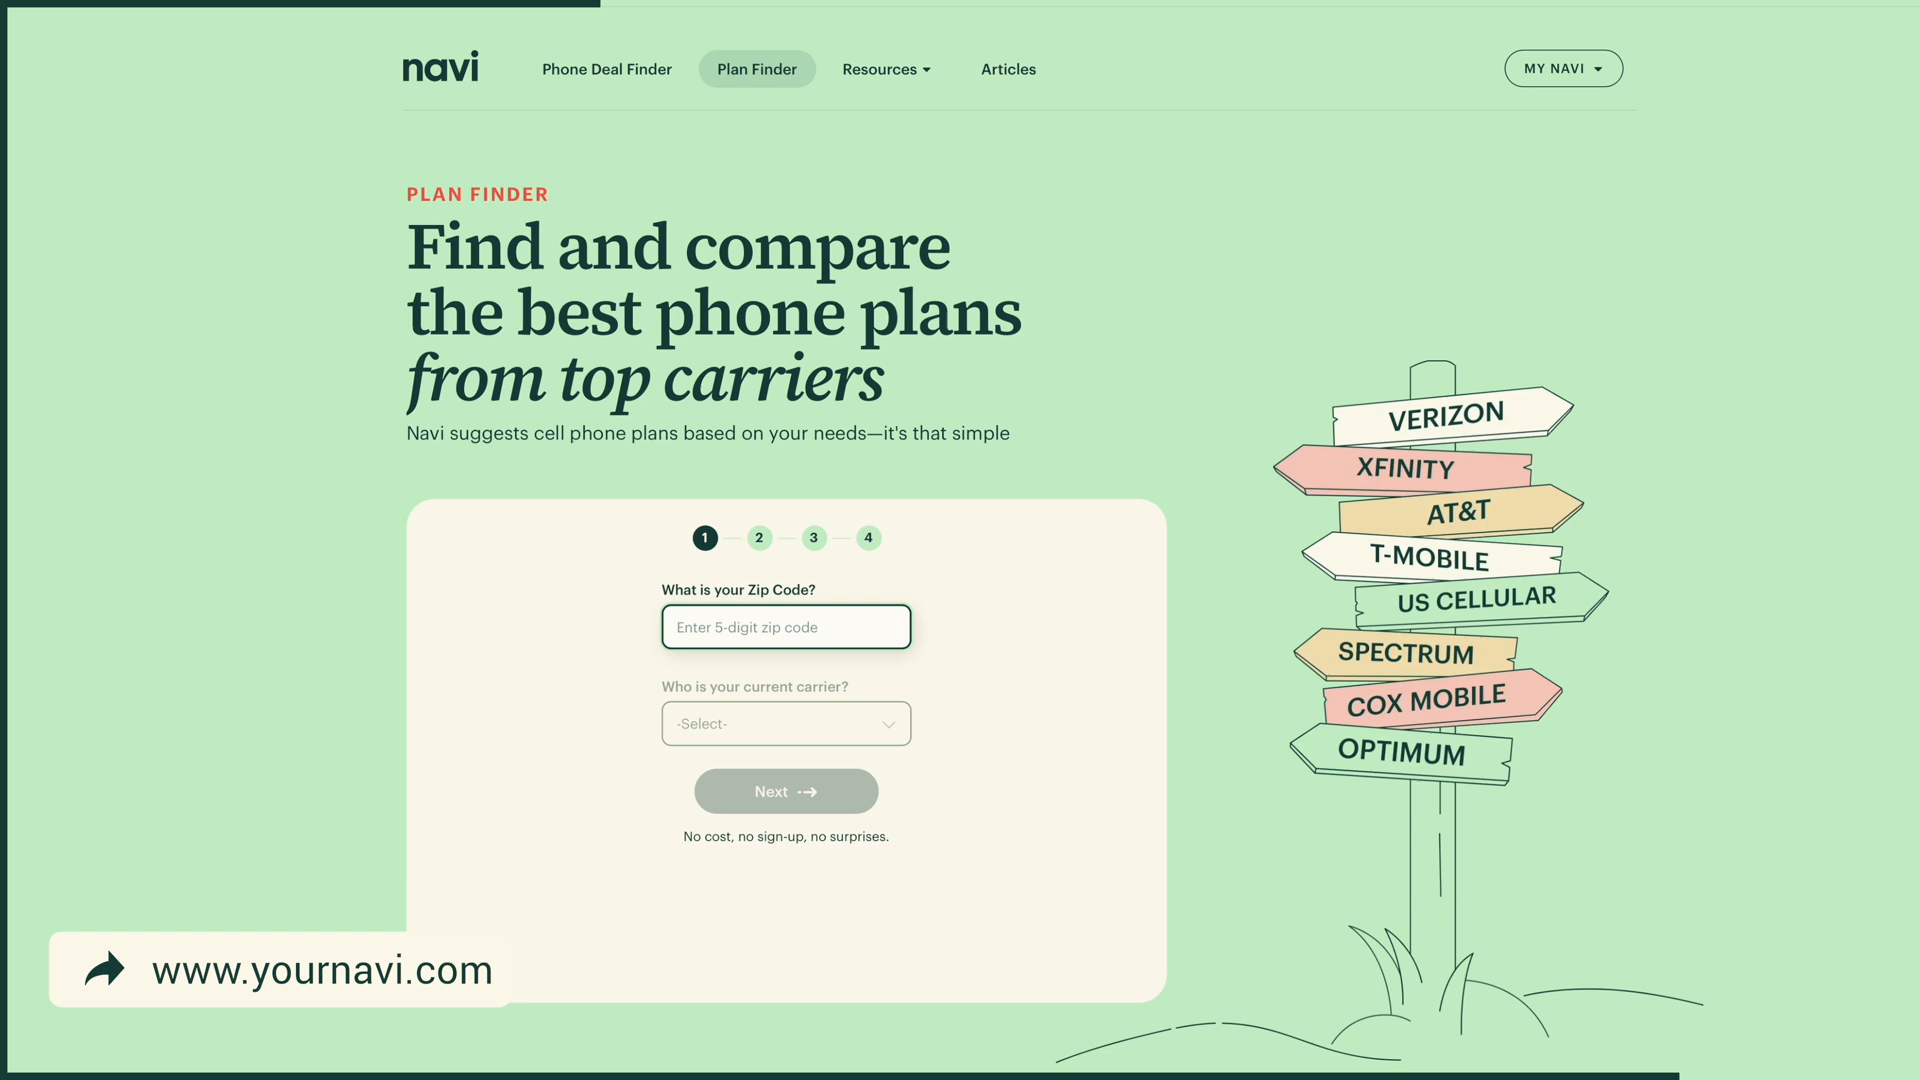 navi
Phone Deal Finder
Plan Finder
Resources
Articles
MY NAVI
PLAN FINDER
Find and compare
the best phone plans
from top carriers
Navi suggests cell phone plans based on your needs—it's that simple
1
2
3
4
What is your Zip Code?
Enter 5-digit zip code
Who is your current carrier?
-Select-
Next
No cost, no sign-up, no surprises.
VERIZON
XFINITY
AT&T
T-MOBILE
US CELLULAR
SPECTRUM
COX MOBILE
OPTIMUM
www.yournavi.com